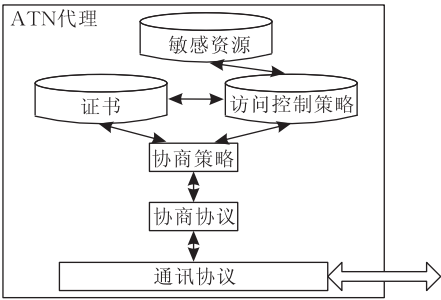 ATN代理
敏感资源
证书
访问控制策略
协商策略
协商协议
通讯协议